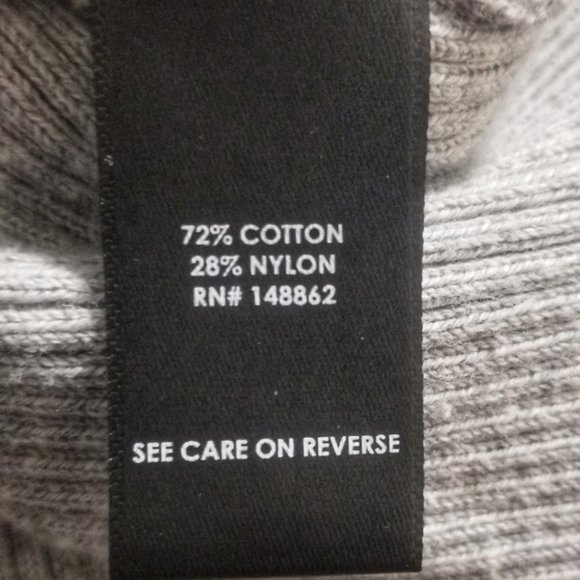 72% COTTON
28% NYLON
RN# 148862
SEE CARE ON REVERSE